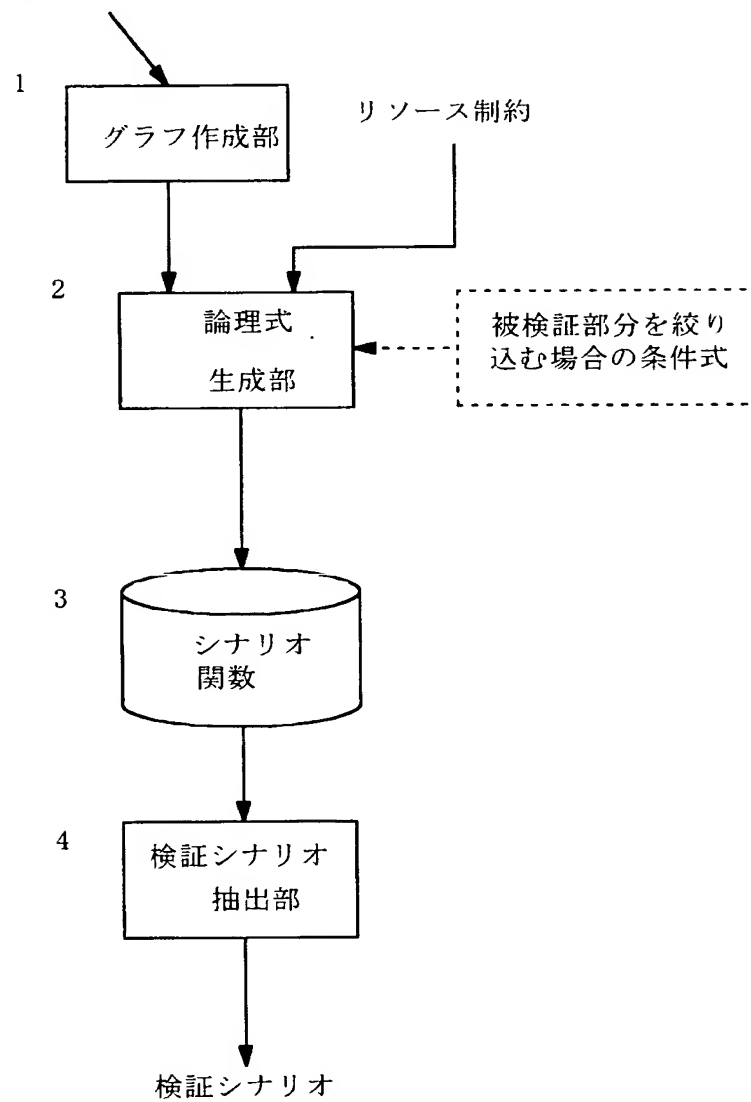 1
グラフ作成部
リソース制約
2
論理式
生成部
被検証部分を絞り
込む場合の条件式
3
シナリオ
関数
4
検証シナリオ
抽出部
検証シナリオ